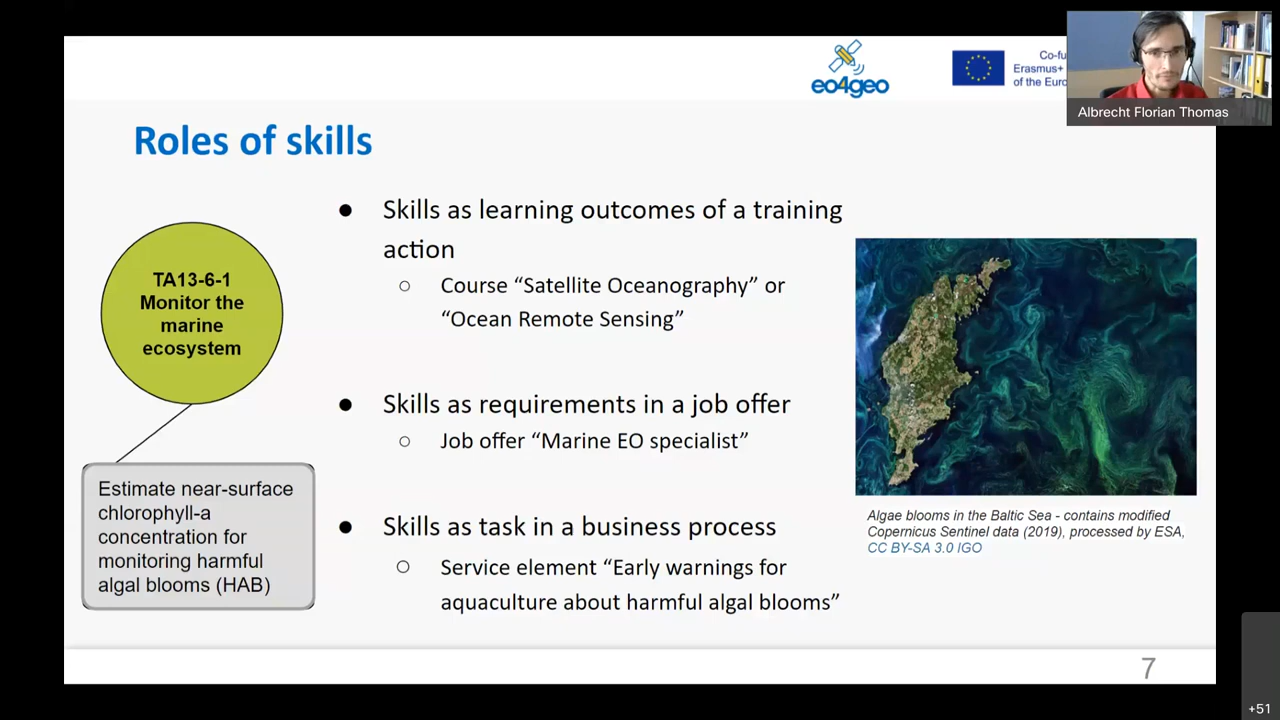 eo4geo
Co-fu
Erasmus+
of the Euro
Albrecht Florian Thomas
Roles of skills
TA13-6-1
Monitor the
marine
ecosystem
Estimate near-surface
chlorophyll-a
concentration for
monitoring harmful
algal blooms (HAB)
● Skills as learning outcomes of a training
action
○ Course “Satellite Oceanography” or
“Ocean Remote Sensing”
● Skills as requirements in a job offer
○ Job offer “Marine EO specialist”
● Skills as task in a business process
○ Service element “Early warnings for
aquaculture about harmful algal blooms”
Algae blooms in the Baltic Sea - contains modified
Copernicus Sentinel data (2019), processed by ESA,
CC BY-SA 3.0 IGO
7
+51